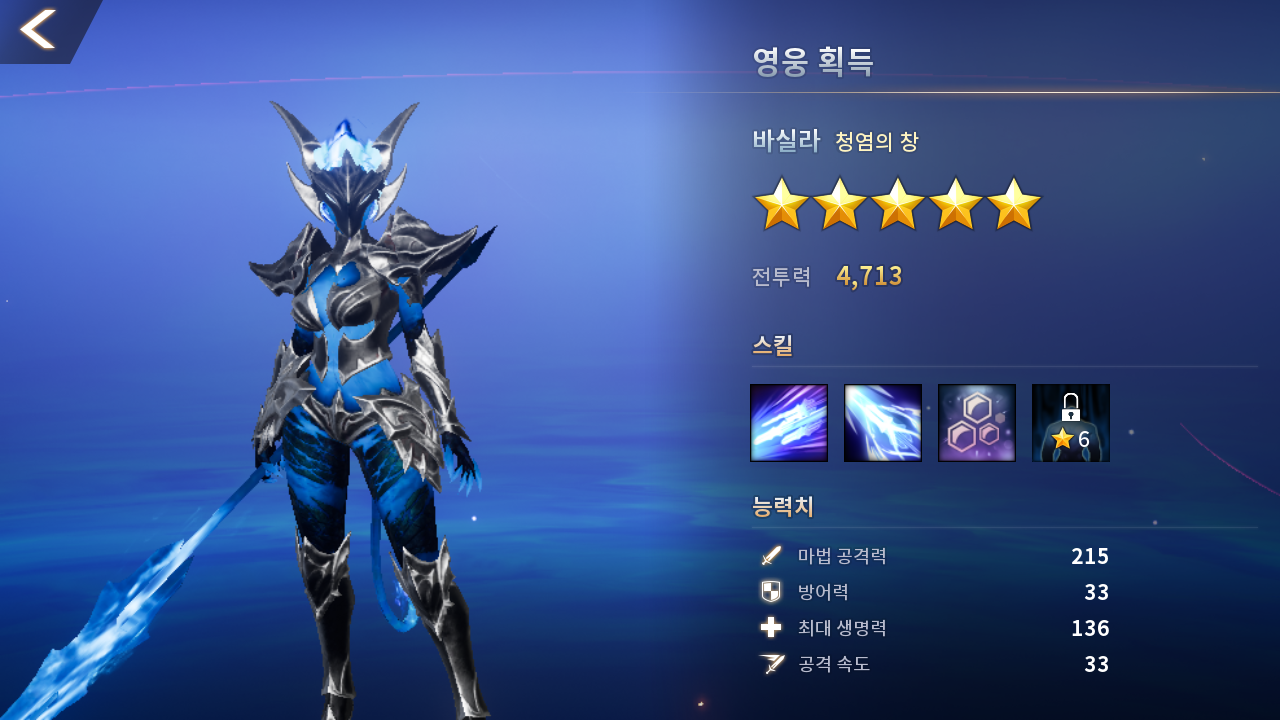 영웅 획득
바실라 청염의 창
전투력 4,713
스킬
6
능력치
마법 공격력 215
방어력 33
최대 생명력 136
공격 속도 33